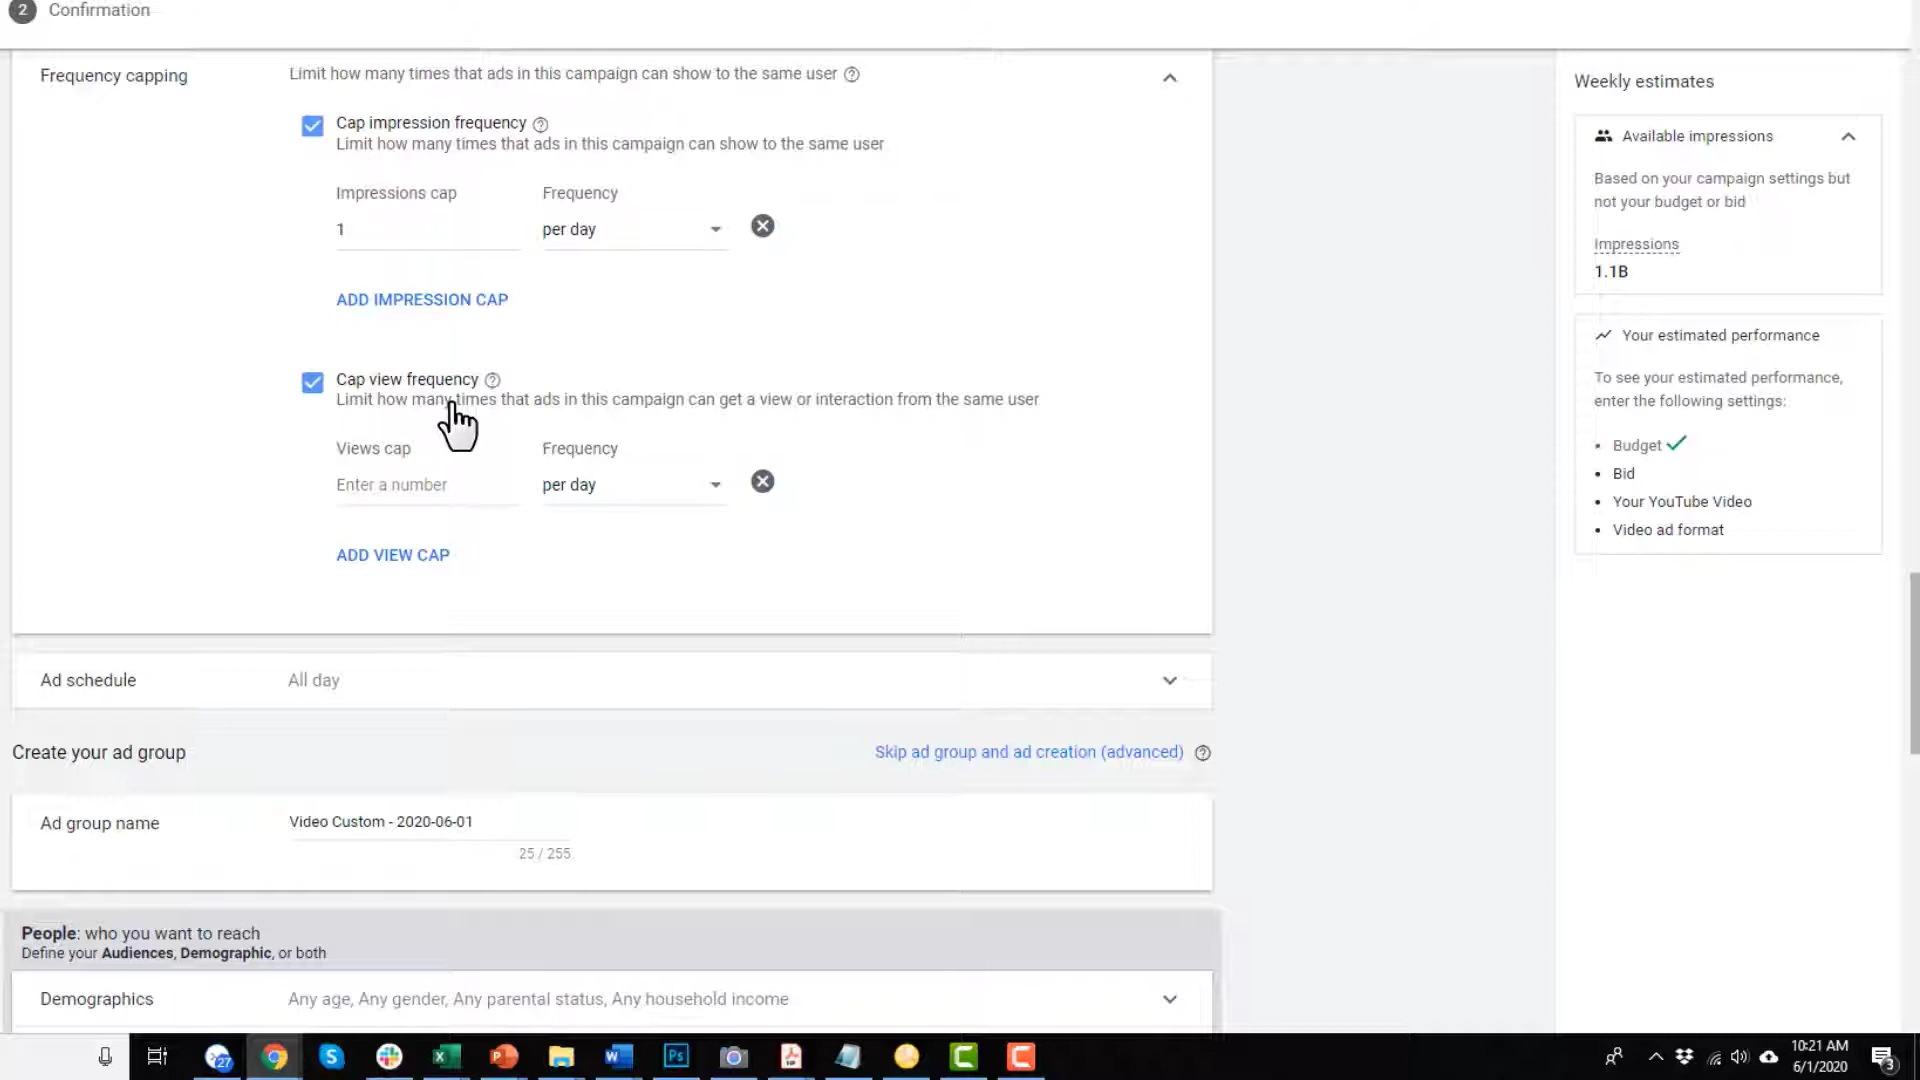 2 Confirmation
Frequency capping
Limit how many times that ads in this campaign can show to the same user
Cap impression frequency
Limit how many times that ads in this campaign can show to the same user
Impressions cap
Frequency
1
per day
ADD IMPRESSION CAP
Cap view frequency
Limit how many times that ads in this campaign can get a view or interaction from the same user
Views cap
Frequency
Enter a number
per day
ADD VIEW CAP
Ad schedule
All day
Create your ad group
Skip ad group and ad creation (advanced)
Ad group name
Video Custom - 2020-06-01
25 / 255
People: who you want to reach
Define your Audiences, Demographic, or both
Demographics
Any age, Any gender, Any parental status, Any household income
Weekly estimates
Available impressions
Based on your campaign settings but
not your budget or bid
Impressions
1.1B
Your estimated performance
To see your estimated performance,
enter the following settings:
• Budget
• Bid
• Your YouTube Video
• Video ad format
27
10:21 AM
6/1/2020
3